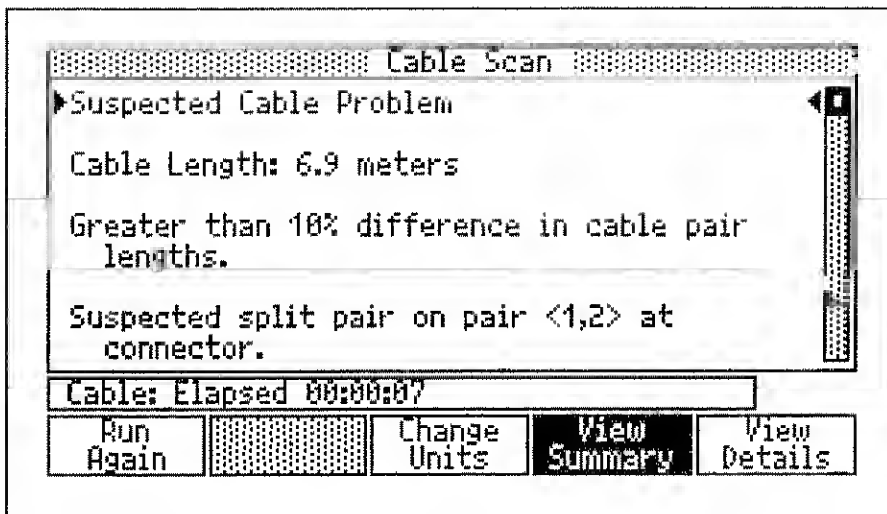 Cable Scan
Suspected Cable Problem
Cable Length: 6.9 meters
Greater than 10% difference in cable pair
lengths.
Suspected split pair on pair <1,2> at
connector.
Cable: Elapsed 00:00:07
Run
Again
Change
Units
View
Summary
View
Details